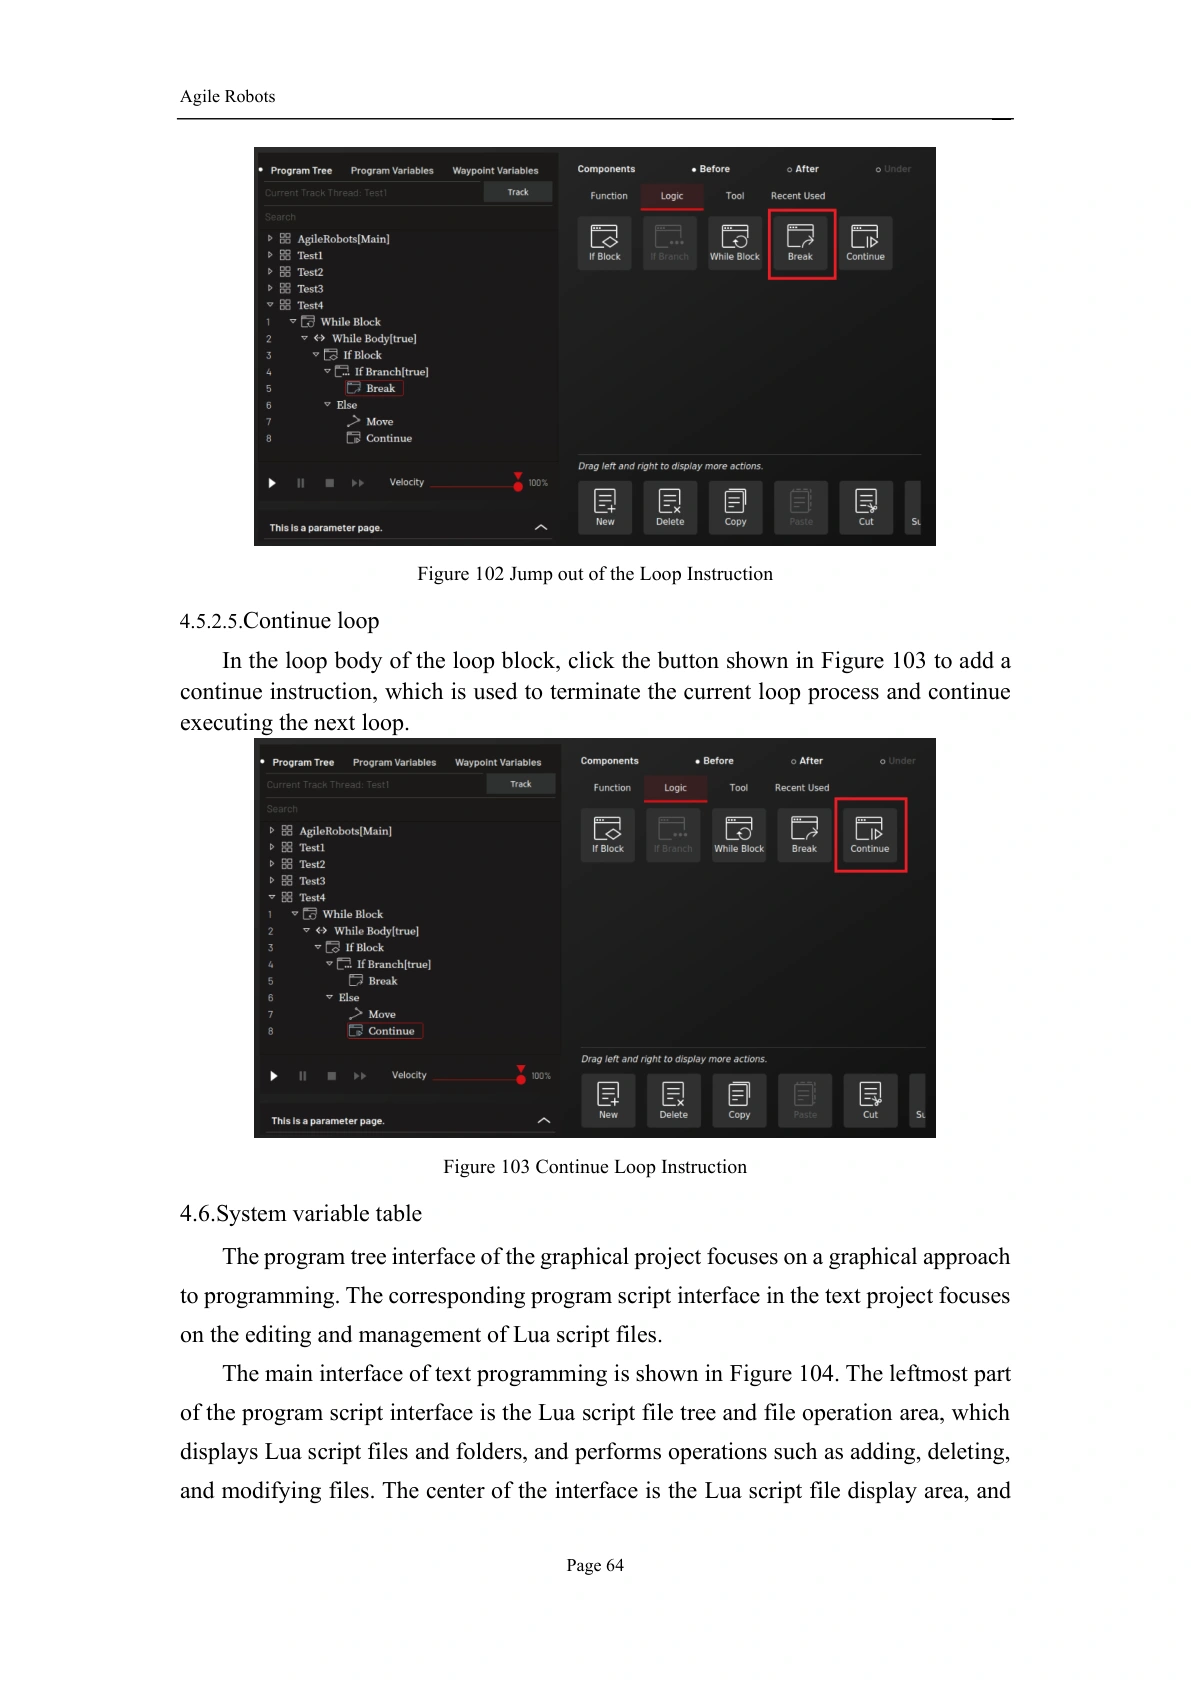 Agile Robots
Program Tree Program Variables Waypoint Variables
Current Track Thread: Test1 Track
Search
AgileRobots[Main]
Test1
Test2
Test3
Test4
1 While Block
2 While Body[true]
3 If Block
4 If Branch[true]
5 Break
6 Else
7 Move
8 Continue
Velocity 100%
This is a parameter page.
Components Before After Under
Function Logic Tool Recent Used
If Block If Branch While Block Break Continue
Drag left and right to display more actions.
New Delete Copy Paste Cut Su
Figure 102 Jump out of the Loop Instruction
4.5.2.5.Continue loop
In the loop body of the loop block, click the button shown in Figure 103 to add a
continue instruction, which is used to terminate the current loop process and continue
executing the next loop.
Program Tree Program Variables Waypoint Variables
Current Track Thread: Test1 Track
Search
AgileRobots[Main]
Test1
Test2
Test3
Test4
1 While Block
2 While Body[true]
3 If Block
4 If Branch[true]
5 Break
6 Else
7 Move
8 Continue
Velocity 100%
This is a parameter page.
Components Before After Under
Function Logic Tool Recent Used
If Block If Branch While Block Break Continue
Drag left and right to display more actions.
New Delete Copy Paste Cut Su
Figure 103 Continue Loop Instruction
4.6.System variable table
The program tree interface of the graphical project focuses on a graphical approach
to programming. The corresponding program script interface in the text project focuses
on the editing and management of Lua script files.
The main interface of text programming is shown in Figure 104. The leftmost part
of the program script interface is the Lua script file tree and file operation area, which
displays Lua script files and folders, and performs operations such as adding, deleting,
and modifying files. The center of the interface is the Lua script file display area, and
Page 64